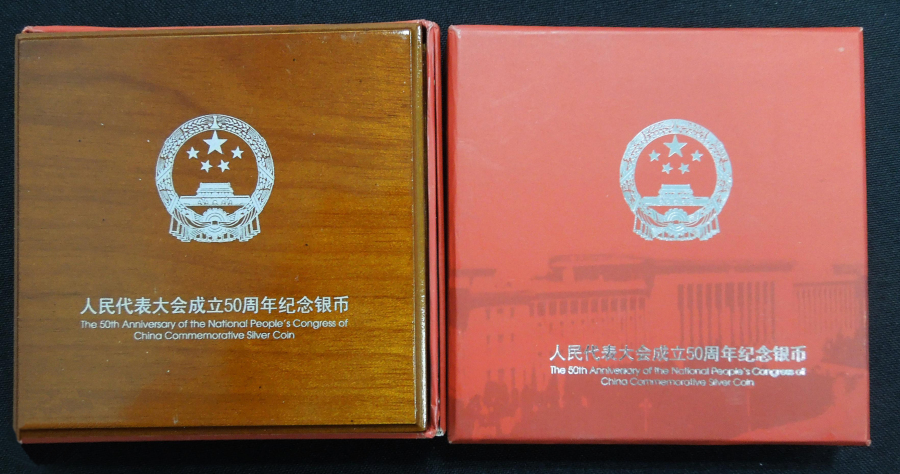 人民代表大会成立50周年纪念银币
The 50th Anniversary of the National People's Congress of
China Commemorative Silver Coin
人民代表大会成立50周年纪念银币
The 50th Anniversary of the National People's Congress of
China Commemorative Silver Coin